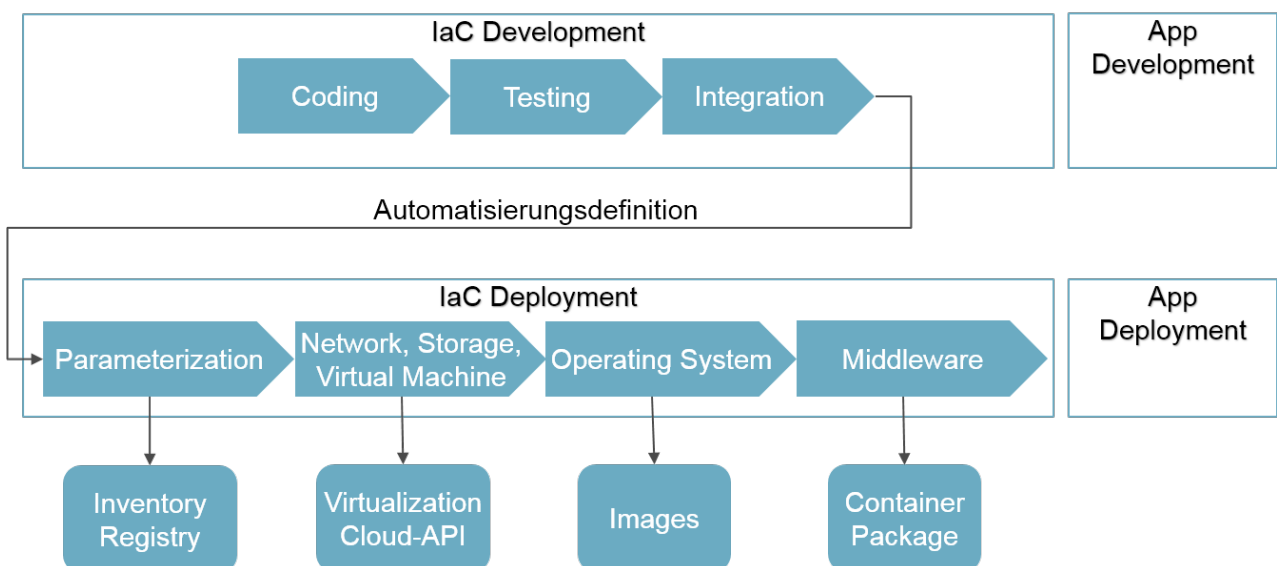 IaC Development
Coding
Testing
Integration
App
Development
Automatisierungsdefinition
IaC Deployment
Parameterization
Network, Storage,
Virtual Machine
Operating System
Middleware
App
Deployment
Inventory
Registry
Virtualization
Cloud-API
Images
Container
Package